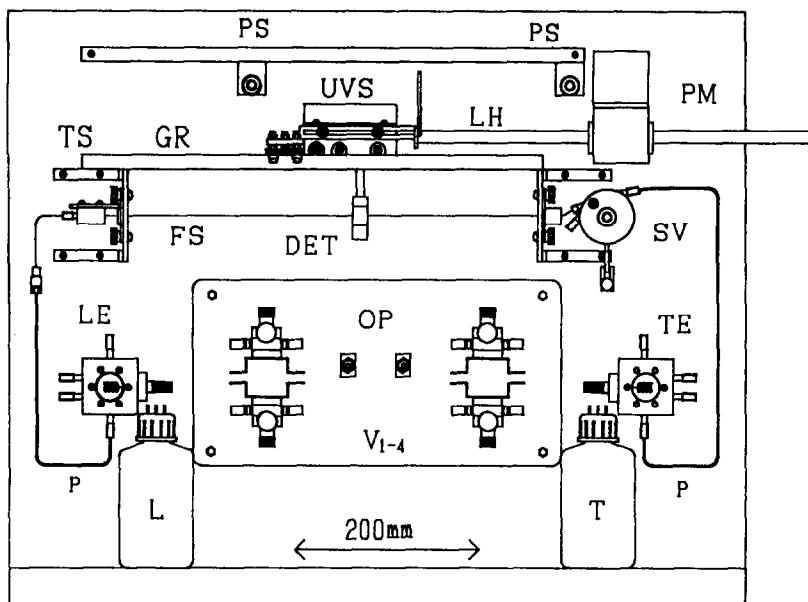 PS PS
UVS PM
LH
TS GR
FS DET SV
LE OP TE
V1-4
P P
L T
200mm